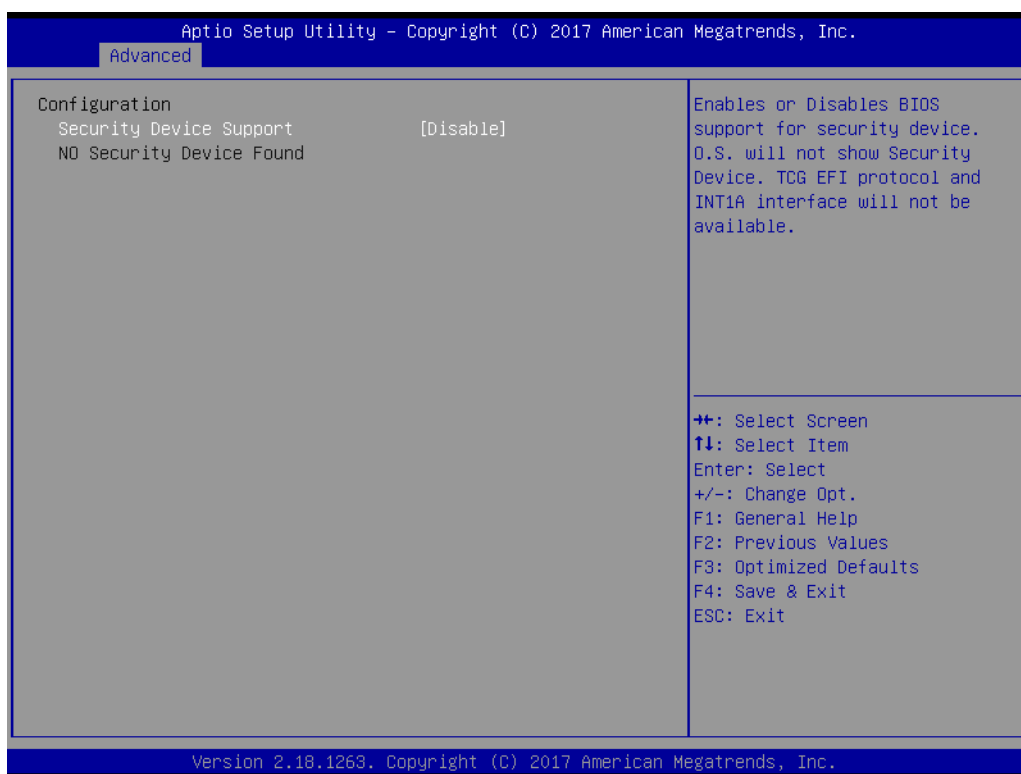 Aptio Setup Utility – Copyright (C) 2017 American Megatrends, Inc.
Advanced
Configuration
Security Device Support [Disable]
NO Security Device Found
Enables or Disables BIOS
support for security device.
O.S. will not show Security
Device. TCG EFI protocol and
INT1A interface will not be
available.
→←: Select Screen
↑↓: Select Item
Enter: Select
+/-: Change Opt.
F1: General Help
F2: Previous Values
F3: Optimized Defaults
F4: Save & Exit
ESC: Exit
Version 2.18.1263. Copyright (C) 2017 American Megatrends, Inc.